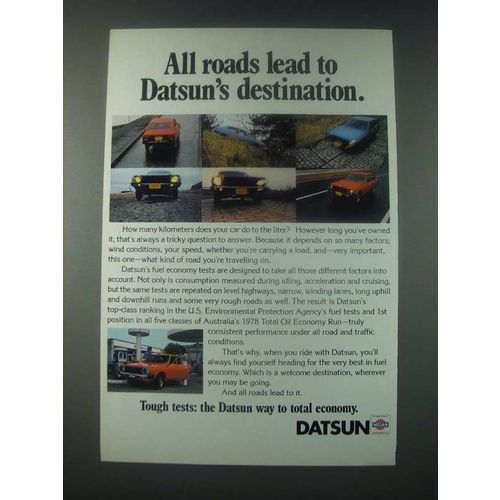 All roads lead to
Datsun's destination.
How many kilometers does your car do to the liter? However long you've owned
it, that's always a tricky question to answer. Because it depends on so many factors;
wind conditions, your speed, whether you're carrying a load, and—very important,
this one—what kind of road you're travelling on.
Datsun's fuel economy tests are designed to take all those different factors into
account. Not only is consumption measured during idling, acceleration and cruising,
but the same tests are repeated on level highways, narrow, winding lanes, long uphill
and downhill runs and some very rough roads as well. The result is Datsun's
top-class ranking in the U.S. Environmental Protection Agency's fuel tests and 1st
position in all five classes of Australia's 1978 Total Oil Economy Run—truly
consistent performance under all road and traffic
conditions.
That's why, when you ride with Datsun, you'll
always find yourself heading for the very best in fuel
economy. Which is a welcome destination, wherever
you may be going.
And all roads lead to it.
Tough tests: the Datsun way to total economy.
DATSUN
NISSAN